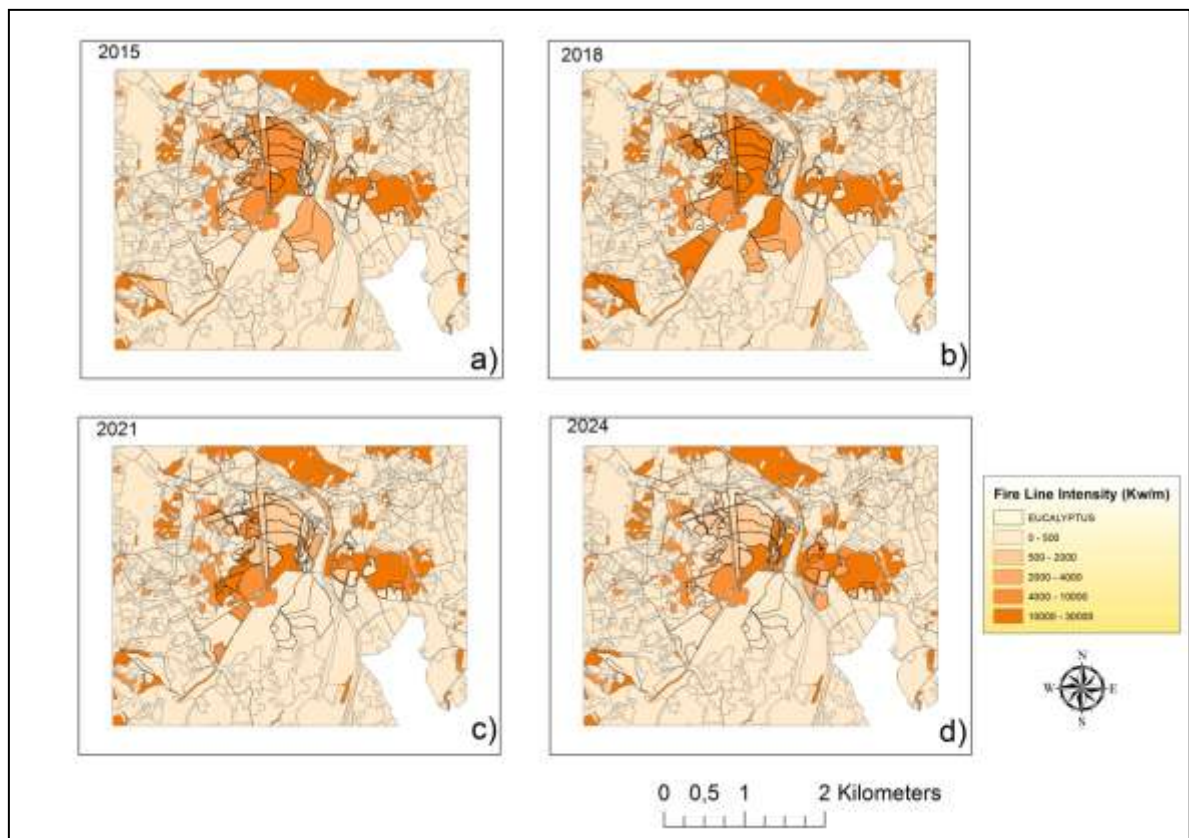 2015
2018
a)
b)
2021
2024
c)
d)
Fire Line Intensity (Kw/m)
EUCALYPTUS
0 - 500
500 - 2000
2000 - 4000
4000 - 10000
10000 - 30000
N
W E
S
0 0,5 1 2 Kilometers